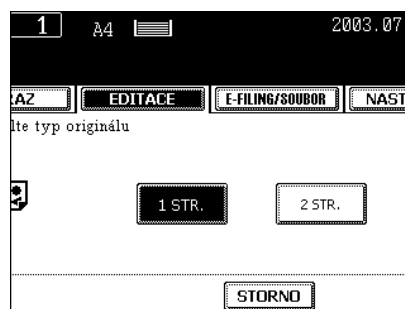 1 A4 2003.07
:AZ EDITACE E-FILING/SOUBOR NAST
lte typ originálu
1 STR. 2 STR.
STORNO